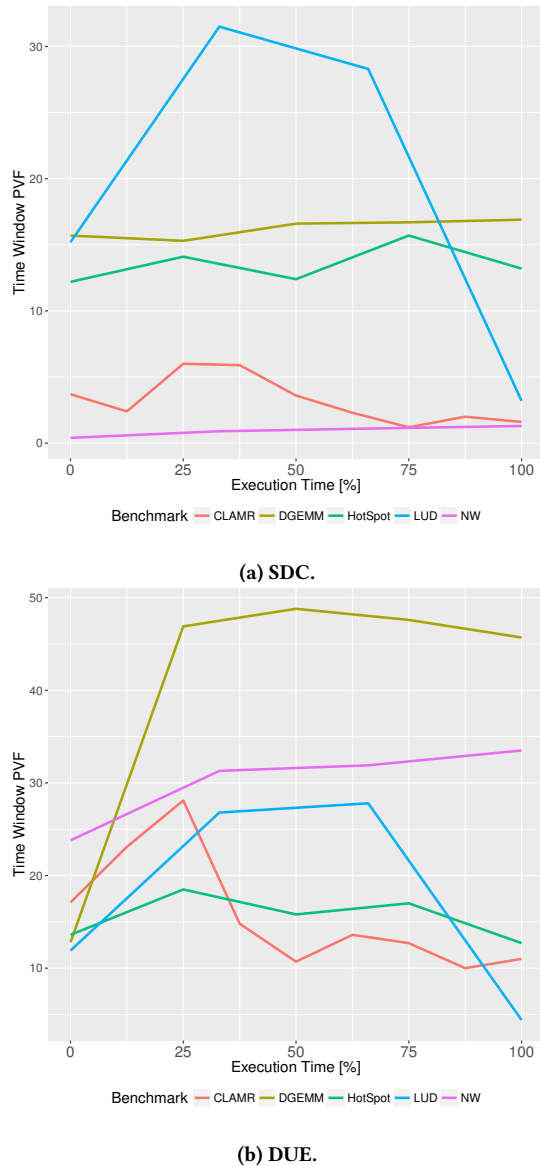 30
20
10
0
Time Window PVF
0 25 50 75 100
Execution Time [%]
Benchmark CLAMR DGEMM HotSpot LUD NW
(a) SDC.
50
40
30
20
10
Time Window PVF
0 25 50 75 100
Execution Time [%]
Benchmark CLAMR DGEMM HotSpot LUD NW
(b) DUE.